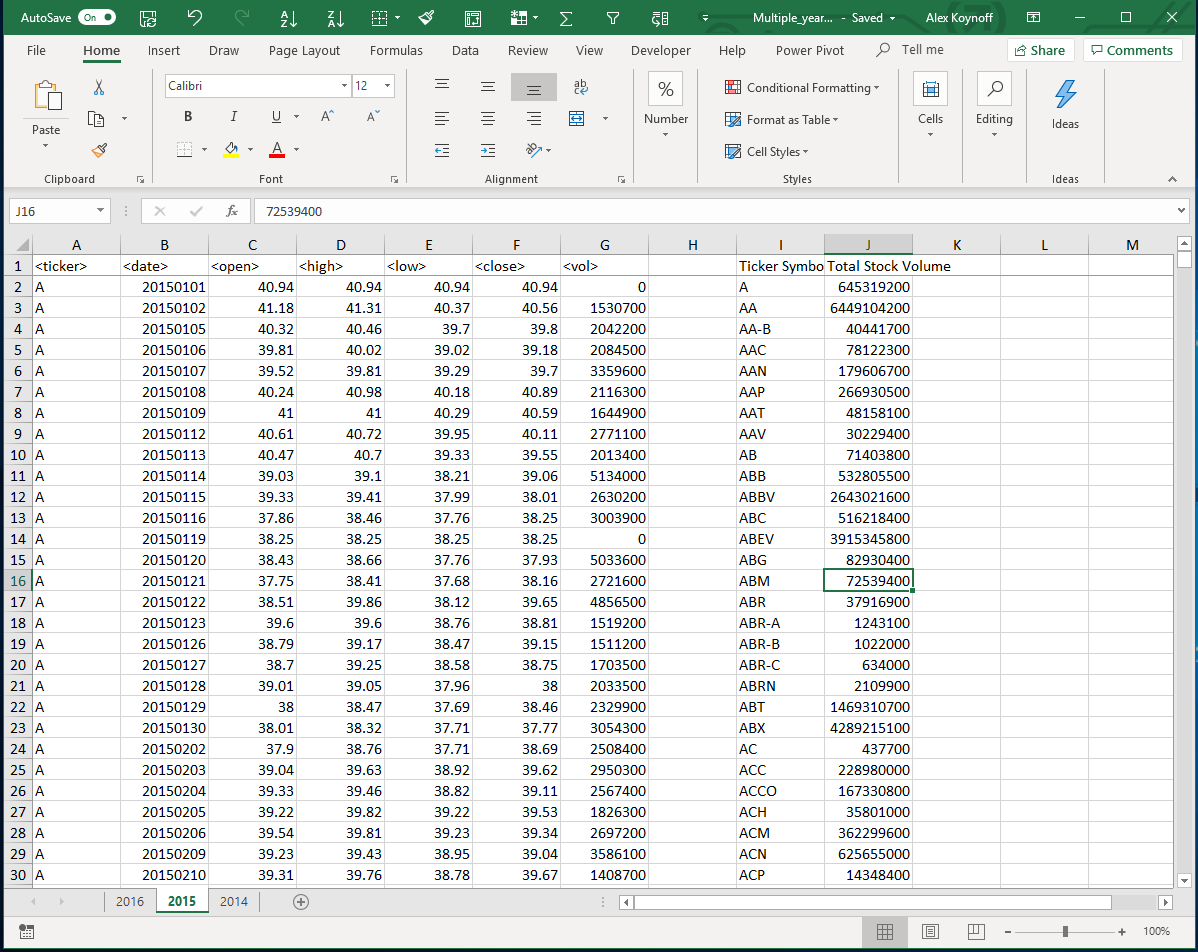 AutoSave On Multiple_year... - Saved Alex Koynoff
File Home Insert Draw Page Layout Formulas Data Review View Developer Help Power Pivot Tell me Share Comments
Calibri 12 ab
Paste B I U A A % Number Conditional Formatting Format as Table Cell Styles Cells Editing Ideas
Clipboard Font Alignment Styles Ideas
J16 fx 72539400
A B C D E F G H I J K L M
1 <ticker> <date> <open> <high> <low> <close> <vol> Ticker Symbo Total Stock Volume
2 A 20150101 40.94 40.94 40.94 40.94 0 A 645319200
3 A 20150102 41.18 41.31 40.37 40.56 1530700 AA 6449104200
4 A 20150105 40.32 40.46 39.7 39.8 2042200 AA-B 40441700
5 A 20150106 39.81 40.02 39.02 39.18 2084500 AAC 78122300
6 A 20150107 39.52 39.81 39.29 39.7 3359600 AAN 179606700
7 A 20150108 40.24 40.98 40.18 40.89 2116300 AAP 266930500
8 A 20150109 41 41 40.29 40.59 1644900 AAT 48158100
9 A 20150112 40.61 40.72 39.95 40.11 2771100 AAV 30229400
10 A 20150113 40.47 40.7 39.33 39.55 2013400 AB 71403800
11 A 20150114 39.03 39.1 38.21 39.06 5134000 ABB 532805500
12 A 20150115 39.33 39.41 37.99 38.01 2630200 ABBV 2643021600
13 A 20150116 37.86 38.46 37.76 38.25 3003900 ABC 516218400
14 A 20150119 38.25 38.25 38.25 38.25 0 ABEV 3915345800
15 A 20150120 38.43 38.66 37.76 37.93 5033600 ABG 82930400
16 A 20150121 37.75 38.41 37.68 38.16 2721600 ABM 72539400
17 A 20150122 38.51 39.86 38.12 39.65 4856500 ABR 37916900
18 A 20150123 39.6 39.6 38.76 38.81 1519200 ABR-A 1243100
19 A 20150126 38.79 39.17 38.47 39.15 1511200 ABR-B 1022000
20 A 20150127 38.7 39.25 38.58 38.75 1703500 ABR-C 634000
21 A 20150128 39.01 39.05 37.96 38 2033500 ABRN 2109900
22 A 20150129 38 38.47 37.69 38.46 2329900 ABT 1469310700
23 A 20150130 38.01 38.32 37.71 37.77 3054300 ABX 4289215100
24 A 20150202 37.9 38.76 37.71 38.69 2508400 AC 437700
25 A 20150203 39.04 39.63 38.92 39.62 2950300 ACC 228980000
26 A 20150204 39.33 39.46 38.82 39.11 2567400 ACCO 167330800
27 A 20150205 39.22 39.82 39.22 39.53 1826300 ACH 35801000
28 A 20150206 39.54 39.81 39.23 39.34 2697200 ACM 362299600
29 A 20150209 39.23 39.43 38.95 39.04 3586100 ACN 625655000
30 A 20150210 39.31 39.76 38.78 39.67 1408700 ACP 14348400
2016 2015 2014
100%